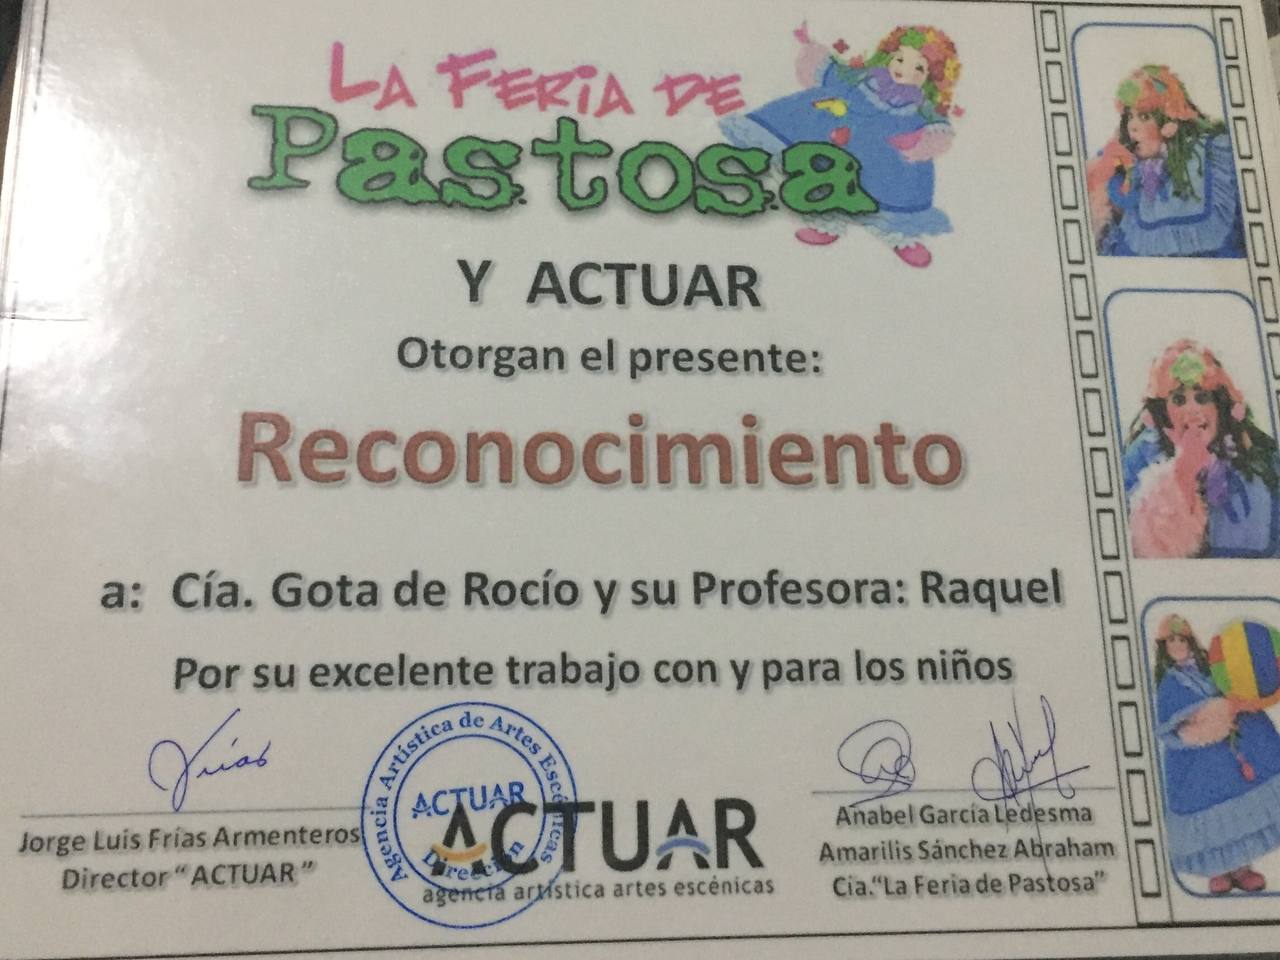 La Feria de
Pastosa
Y ACTUAR
Otorgan el presente:
Reconocimiento
a: Cía. Gota de Rocío y su Profesora: Raquel
Por su excelente trabajo con y para los niños
Frías
Agencia Artística de Artes Escénicas
ACTUAR
Dirección
ACTUAR
agencia artística artes escénicas
Jorge Luis Frías Armenteros
Director "ACTUAR"
Anabel García Ledesma
Amarilis Sánchez Abraham
Cía."La Feria de Pastosa"